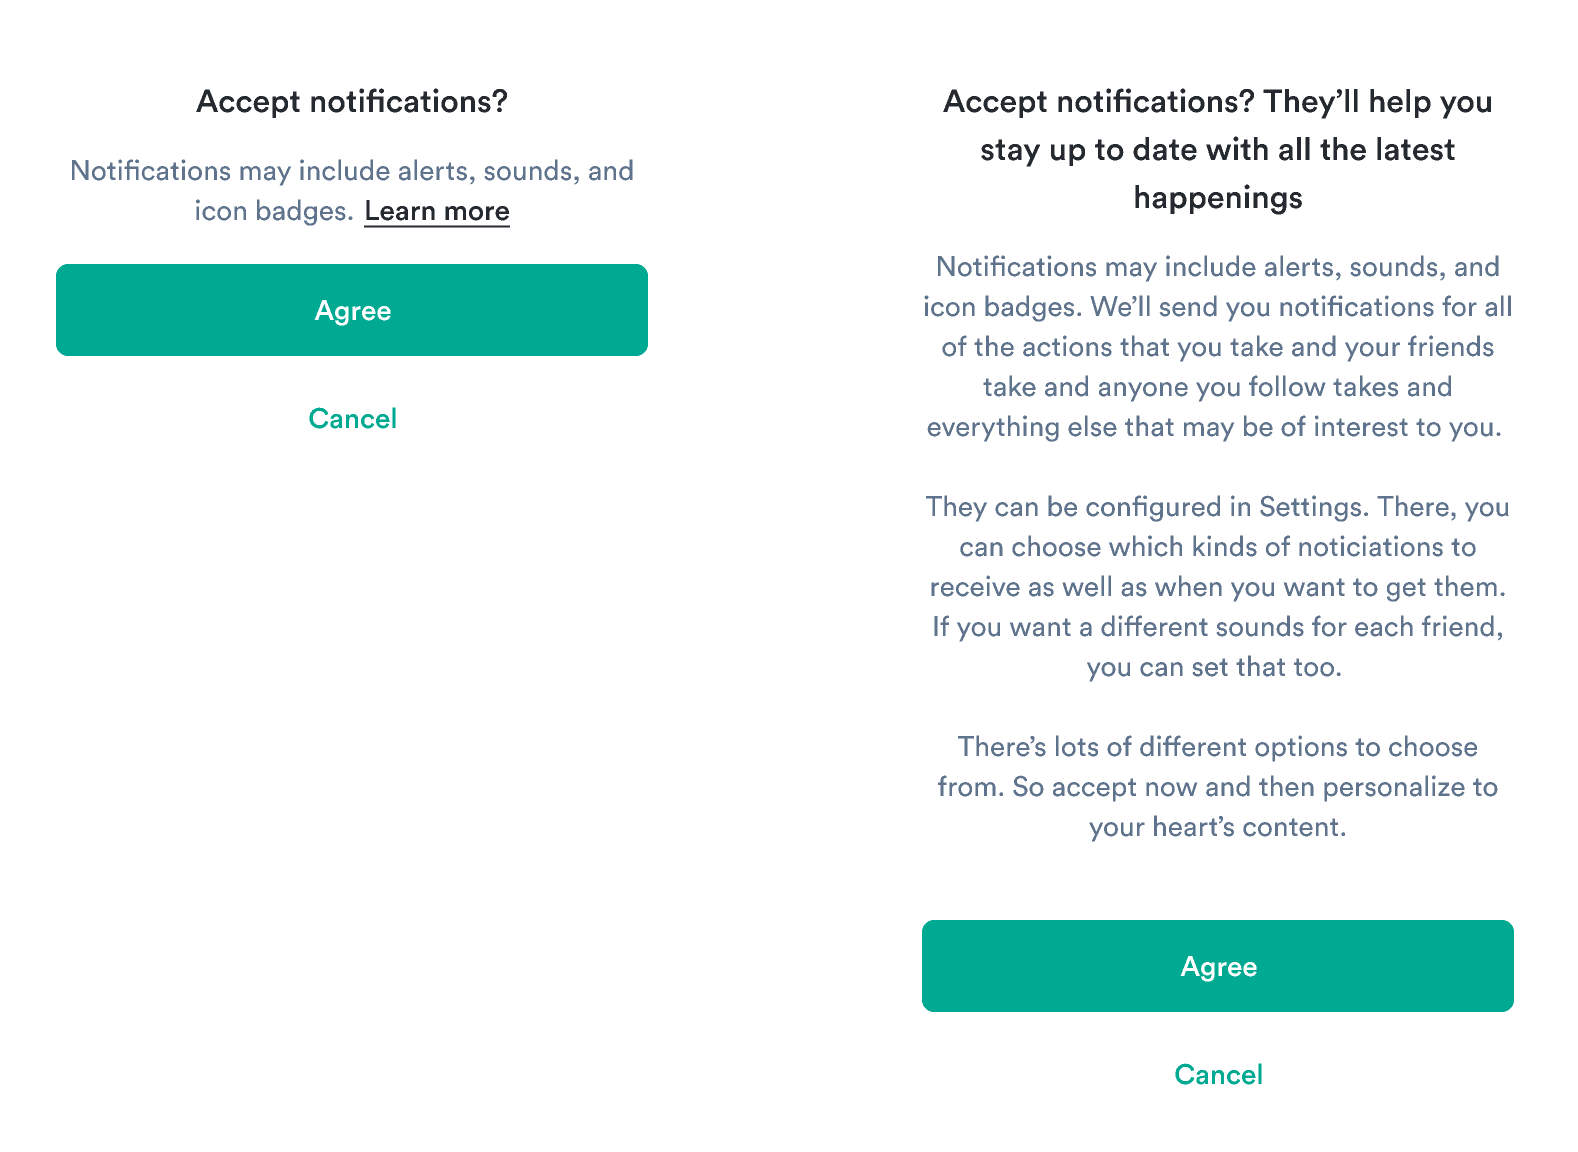 Accept notifications?
Notifications may include alerts, sounds, and
icon badges. Learn more
Agree
Cancel
Accept notifications? They’ll help you
stay up to date with all the latest
happenings
Notifications may include alerts, sounds, and
icon badges. We’ll send you notifications for all
of the actions that you take and your friends
take and anyone you follow takes and
everything else that may be of interest to you.
They can be configured in Settings. There, you
can choose which kinds of noticiations to
receive as well as when you want to get them.
If you want a different sounds for each friend,
you can set that too.
There’s lots of different options to choose
from. So accept now and then personalize to
your heart’s content.
Agree
Cancel